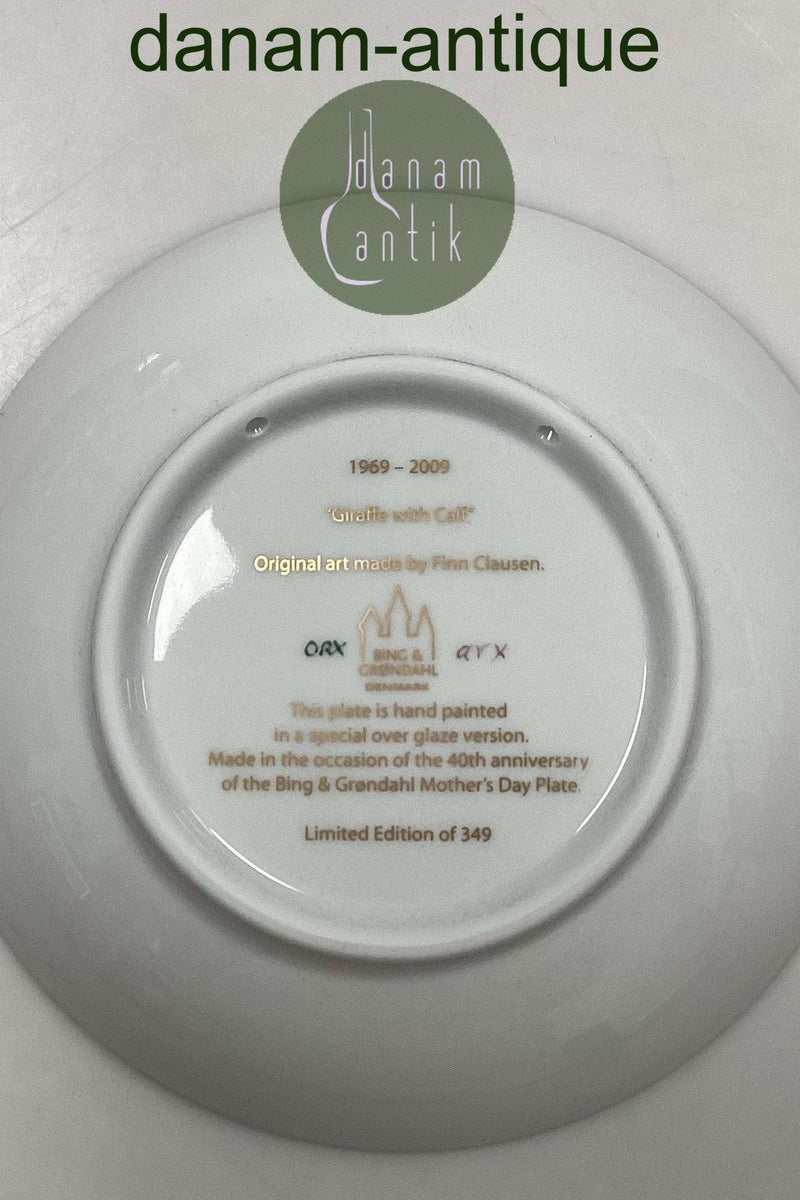 danam-antique
danam
antik
1969 – 2009
"Giraffe with Calf"
Original art made by Finn Clausen.
ORX
BING &
GRØNDAHL
DENMARK
arx
This plate is hand painted
in a special over glaze version.
Made in the occasion of the 40th anniversary
of the Bing & Grøndahl Mother's Day Plate.
Limited Edition of 349